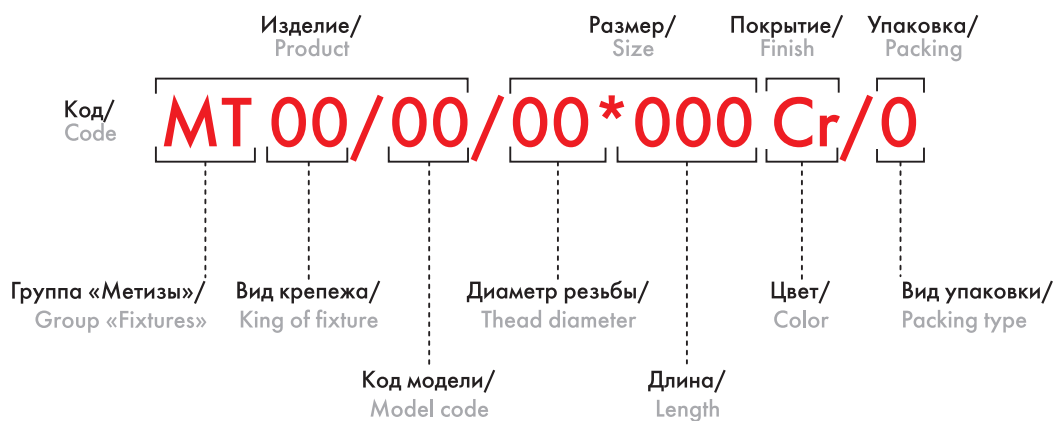 Изделие/
Product
Размер/
Size
Покрытие/
Finish
Упаковка/
Packing
Код/
Code
MT 00/00/00*000 Cr/0
Группа «Метизы»/
Group «Fixtures»
Вид крепежа/
King of fixture
Диаметр резьбы/
Thead diameter
Цвет/
Color
Вид упаковки/
Packing type
Код модели/
Model code
Длина/
Length